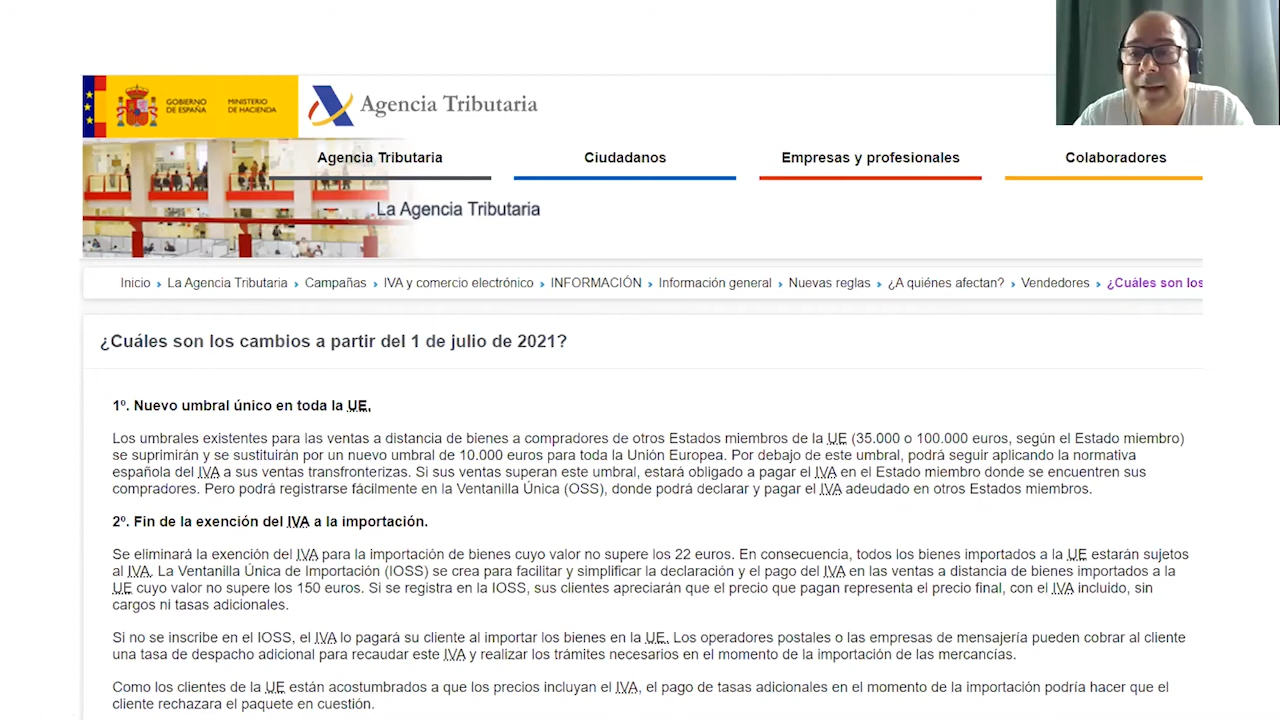 GOBIERNO
DE ESPAÑA
MINISTERIO
DE HACIENDA
Agencia Tributaria
Agencia Tributaria
Ciudadanos
Empresas y profesionales
Colaboradores
La Agencia Tributaria
Inicio › La Agencia Tributaria › Campañas › IVA y comercio electrónico › INFORMACIÓN › Información general › Nuevas reglas › ¿A quiénes afectan? › Vendedores › ¿Cuáles son los
¿Cuáles son los cambios a partir del 1 de julio de 2021?
1º. Nuevo umbral único en toda la UE.
Los umbrales existentes para las ventas a distancia de bienes a compradores de otros Estados miembros de la UE (35.000 o 100.000 euros, según el Estado miembro)
se suprimirán y se sustituirán por un nuevo umbral de 10.000 euros para toda la Unión Europea. Por debajo de este umbral, podrá seguir aplicando la normativa
española del IVA a sus ventas transfronterizas. Si sus ventas superan este umbral, estará obligado a pagar el IVA en el Estado miembro donde se encuentren sus
compradores. Pero podrá registrarse fácilmente en la Ventanilla Única (OSS), donde podrá declarar y pagar el IVA adeudado en otros Estados miembros.
2º. Fin de la exención del IVA a la importación.
Se eliminará la exención del IVA para la importación de bienes cuyo valor no supere los 22 euros. En consecuencia, todos los bienes importados a la UE estarán sujetos
al IVA. La Ventanilla Única de Importación (IOSS) se crea para facilitar y simplificar la declaración y el pago del IVA en las ventas a distancia de bienes importados a la
UE cuyo valor no supere los 150 euros. Si se registra en la IOSS, sus clientes apreciarán que el precio que pagan representa el precio final, con el IVA incluido, sin
cargos ni tasas adicionales.
Si no se inscribe en el IOSS, el IVA lo pagará su cliente al importar los bienes en la UE. Los operadores postales o las empresas de mensajería pueden cobrar al cliente
una tasa de despacho adicional para recaudar este IVA y realizar los trámites necesarios en el momento de la importación de las mercancías.
Como los clientes de la UE están acostumbrados a que los precios incluyan el IVA, el pago de tasas adicionales en el momento de la importación podría hacer que el
cliente rechazara el paquete en cuestión.